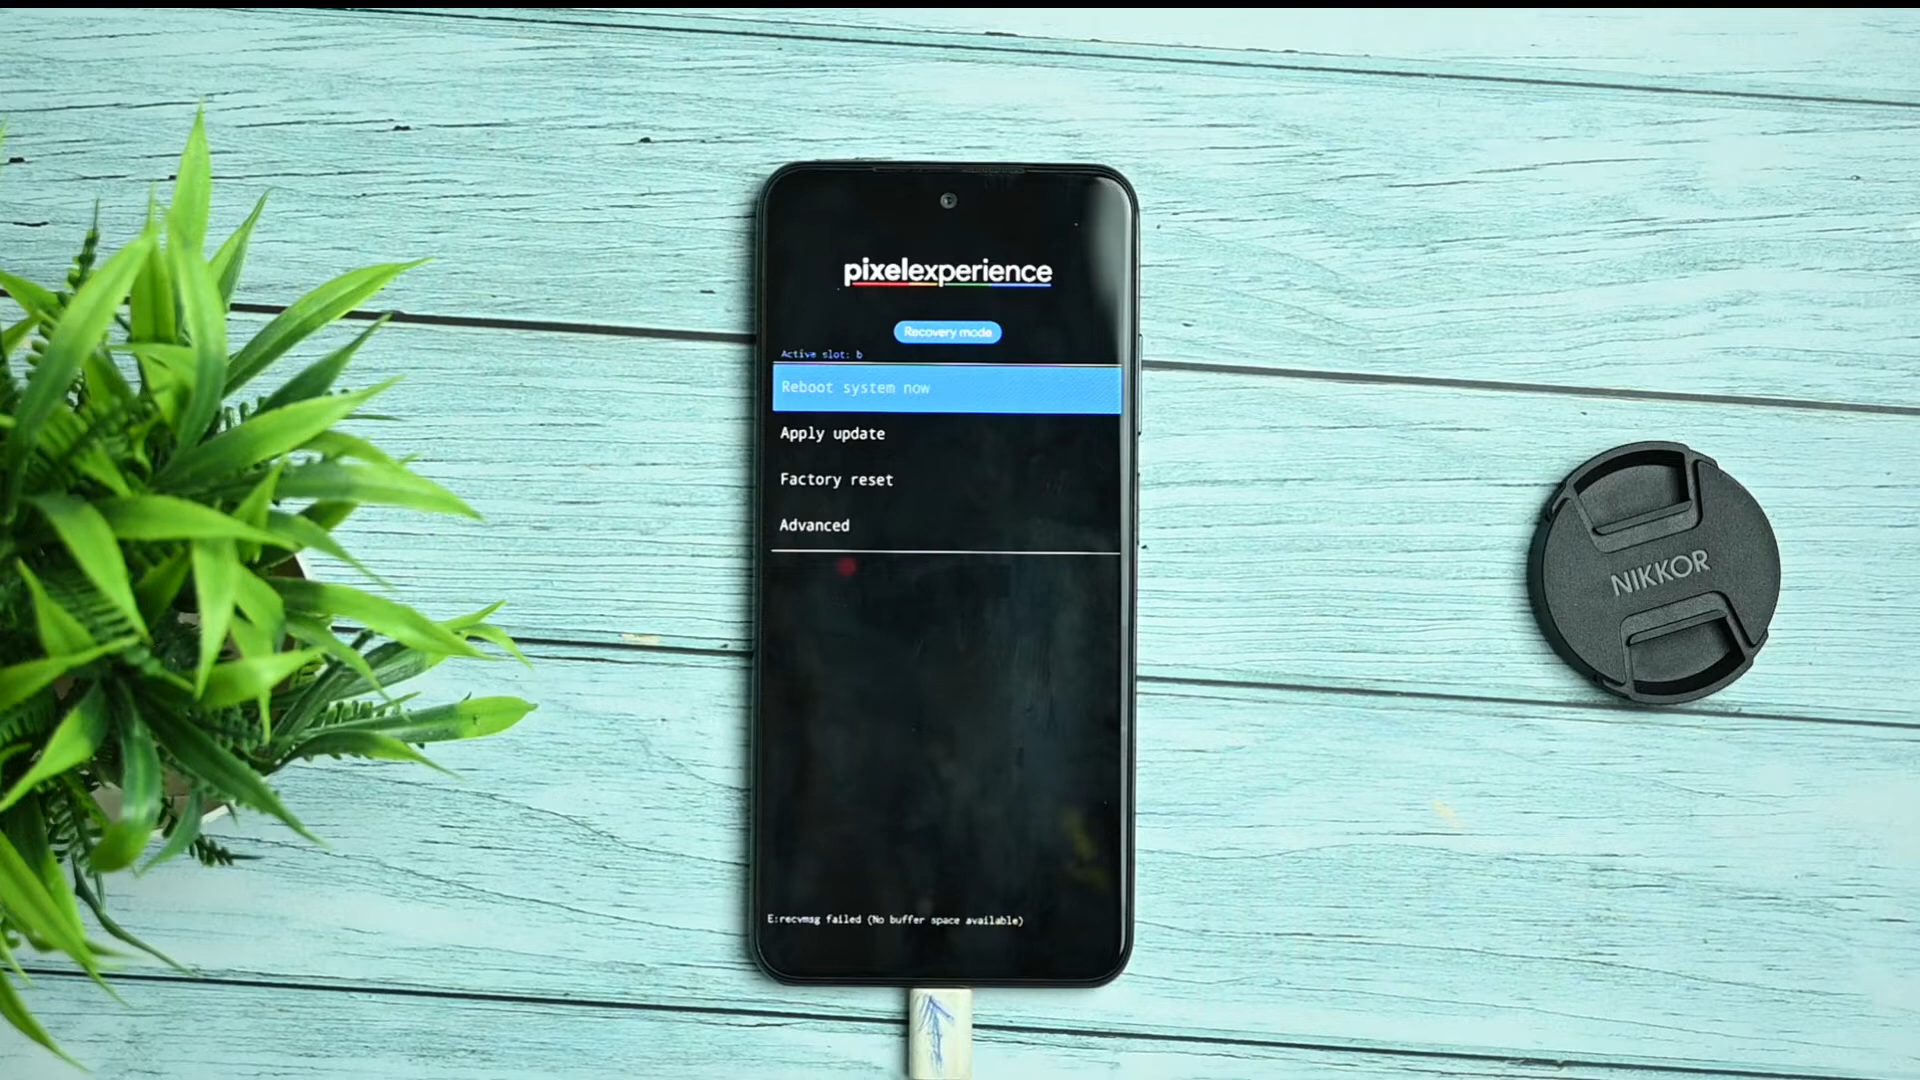 pixelexperience
Recovery mode
Active slot: b
Reboot system now
Apply update
Factory reset
Advanced
E:recvmsg failed (No buffer space available)
NIKKOR